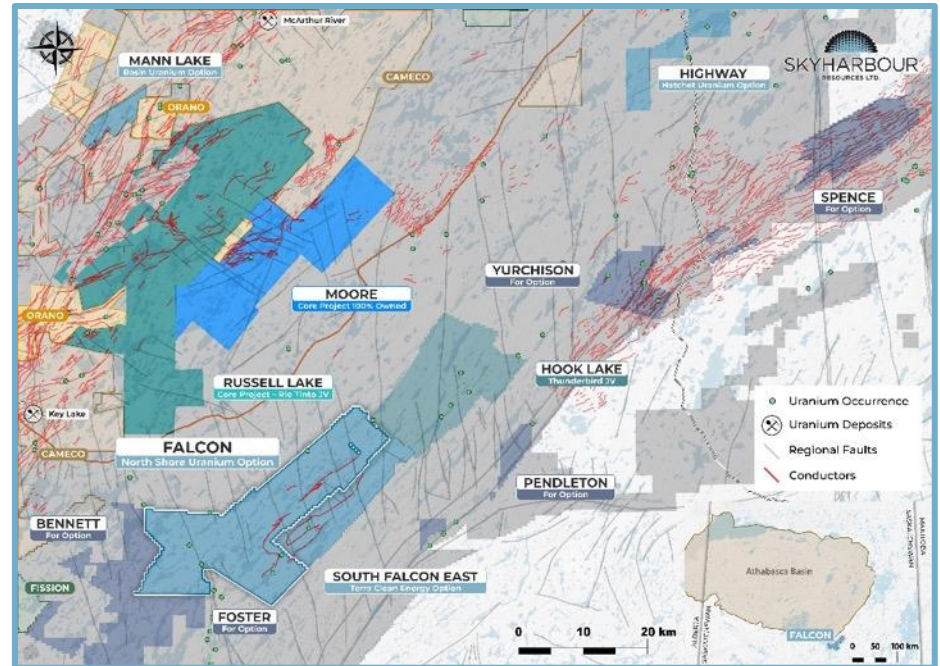 McArthur River
MANN LAKE
Basin Uranium Option
ORANO
CAMECO
HIGHWAY
Hatchet Uranium Option
SKYHARBOUR
RESOURCES LTD.
SPENCE
For Option
YURCHISON
For Option
MOORE
Core Project 100% Owned
ORANO
RUSSELL LAKE
Core Project - Rio Tinto JV
HOOK LAKE
Thunderbird JV
Key Lake
CAMECO
FALCON
North Shore Uranium Option
PENDLETON
For Option
BENNETT
For Option
FISSION
SOUTH FALCON EAST
Terra Clean Energy Option
FOSTER
For Option
Uranium Occurrence
Uranium Deposits
Regional Faults
Conductors
0 10 20 km
SASKATCHEWAN
MANITOBA
Athabasca Basin
ALBERTA
SASKATCHEWAN
FALCON
0 50 100 km